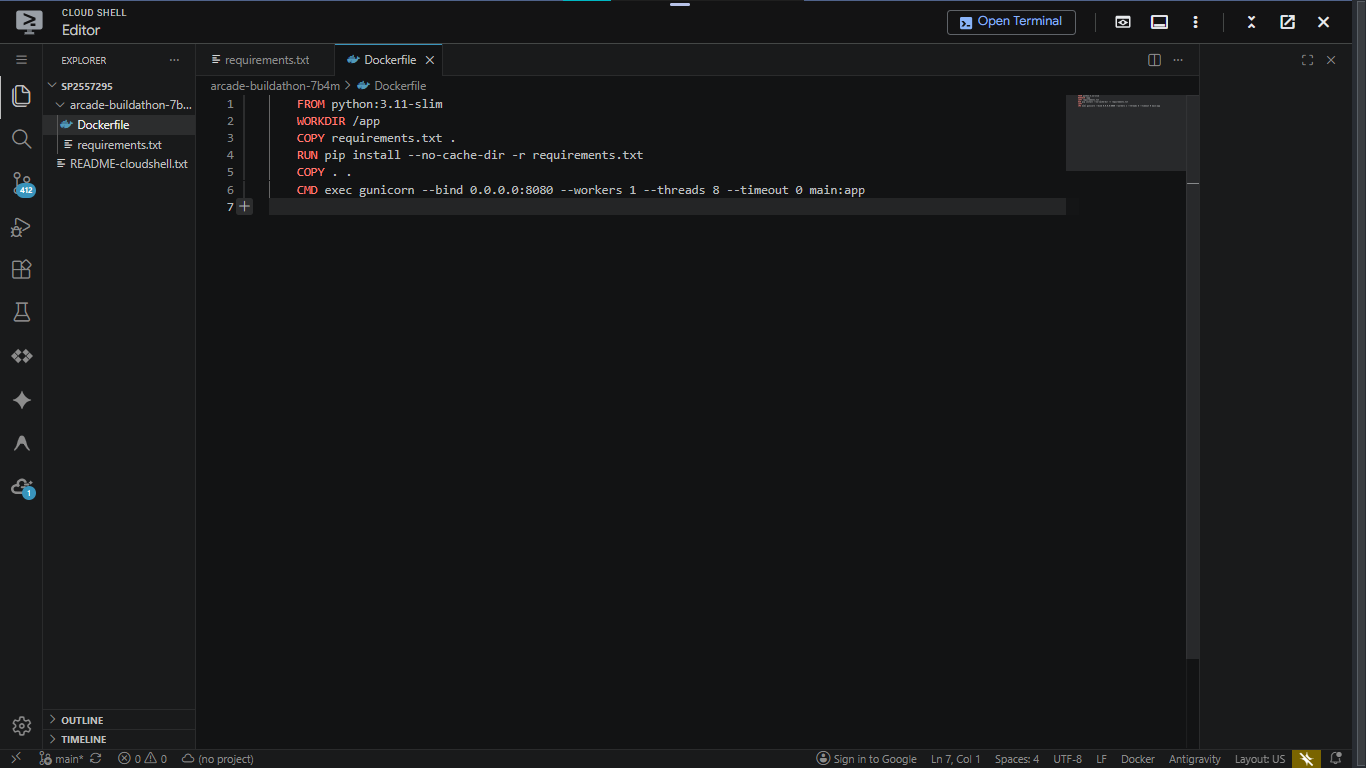 CLOUD SHELL
Editor
Open Terminal
EXPLORER
SP2557295
arcade-buildathon-7b...
Dockerfile
requirements.txt
README-cloudshell.txt
412
1
OUTLINE
TIMELINE
requirements.txt
Dockerfile
arcade-buildathon-7b4m > Dockerfile
1 FROM python:3.11-slim
2 WORKDIR /app
3 COPY requirements.txt .
4 RUN pip install --no-cache-dir -r requirements.txt
5 COPY . .
6 CMD exec gunicorn --bind 0.0.0.0:8080 --workers 1 --threads 8 --timeout 0 main:app
7
main* 0 0 (no project) Sign in to Google Ln 7, Col 1 Spaces: 4 UTF-8 LF Docker Antigravity Layout: US